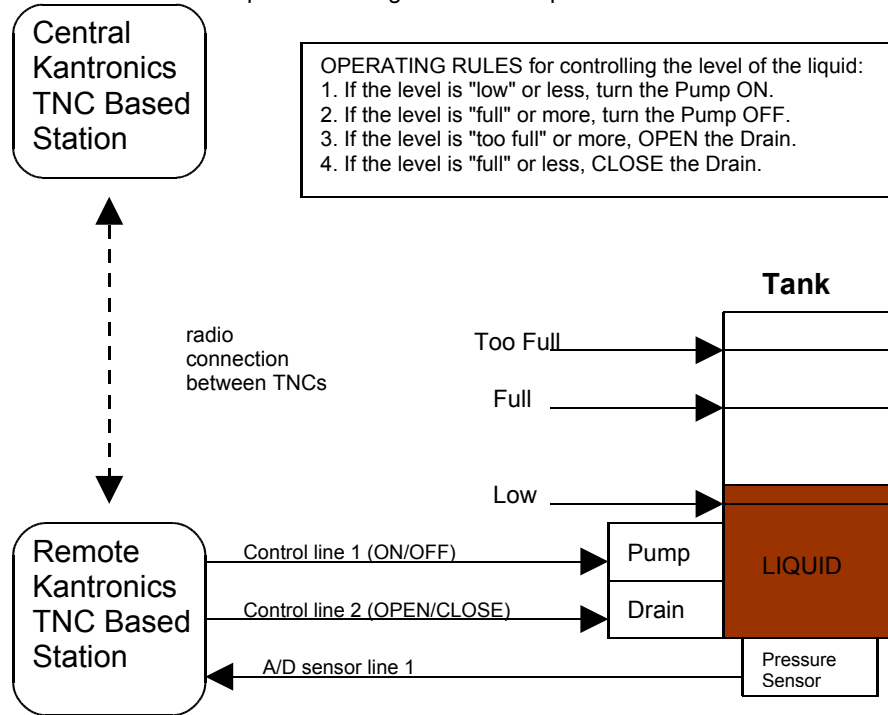 Central
Kantronics
TNC Based
Station
OPERATING RULES for controlling the level of the liquid:
1. If the level is "low" or less, turn the Pump ON.
2. If the level is "full" or more, turn the Pump OFF.
3. If the level is "too full" or more, OPEN the Drain.
4. If the level is "full" or less, CLOSE the Drain.
Tank
radio
connection
between TNCs
Too Full
Full
Low
Remote
Kantronics
TNC Based
Station
Control line 1 (ON/OFF)
Control line 2 (OPEN/CLOSE)
A/D sensor line 1
Pump
Drain
LIQUID
Pressure
Sensor